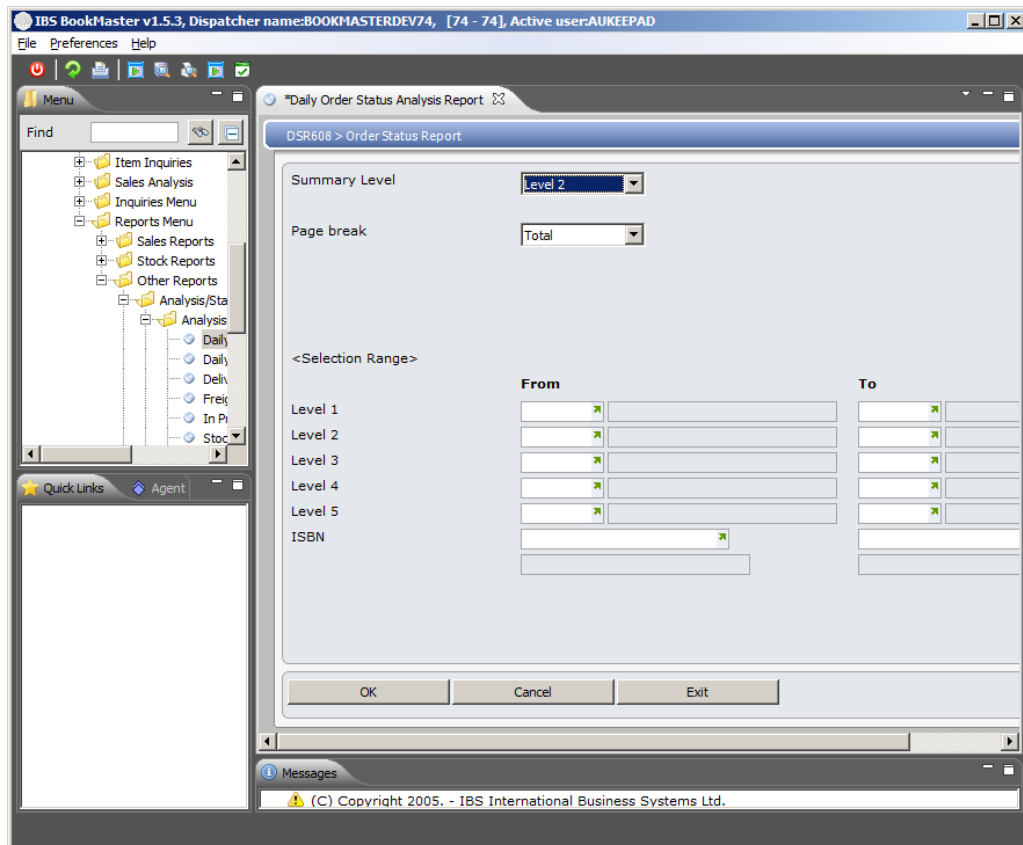 IBS BookMaster v1.5.3, Dispatcher name:BOOKMASTERDEV74, [74 - 74], Active user:AUKEEPAD
File Preferences Help
Menu
Find
Item Inquiries
Sales Analysis
Inquiries Menu
Reports Menu
Sales Reports
Stock Reports
Other Reports
Analysis/Sta
Analysis
Daily
Daily
Deliv
Freig
In Pr
Stoc
Quick Links Agent
*Daily Order Status Analysis Report
DSR608 > Order Status Report
Summary Level Level 2
Page break Total
<Selection Range>
From To
Level 1
Level 2
Level 3
Level 4
Level 5
ISBN
OK Cancel Exit
Messages
(C) Copyright 2005. - IBS International Business Systems Ltd.